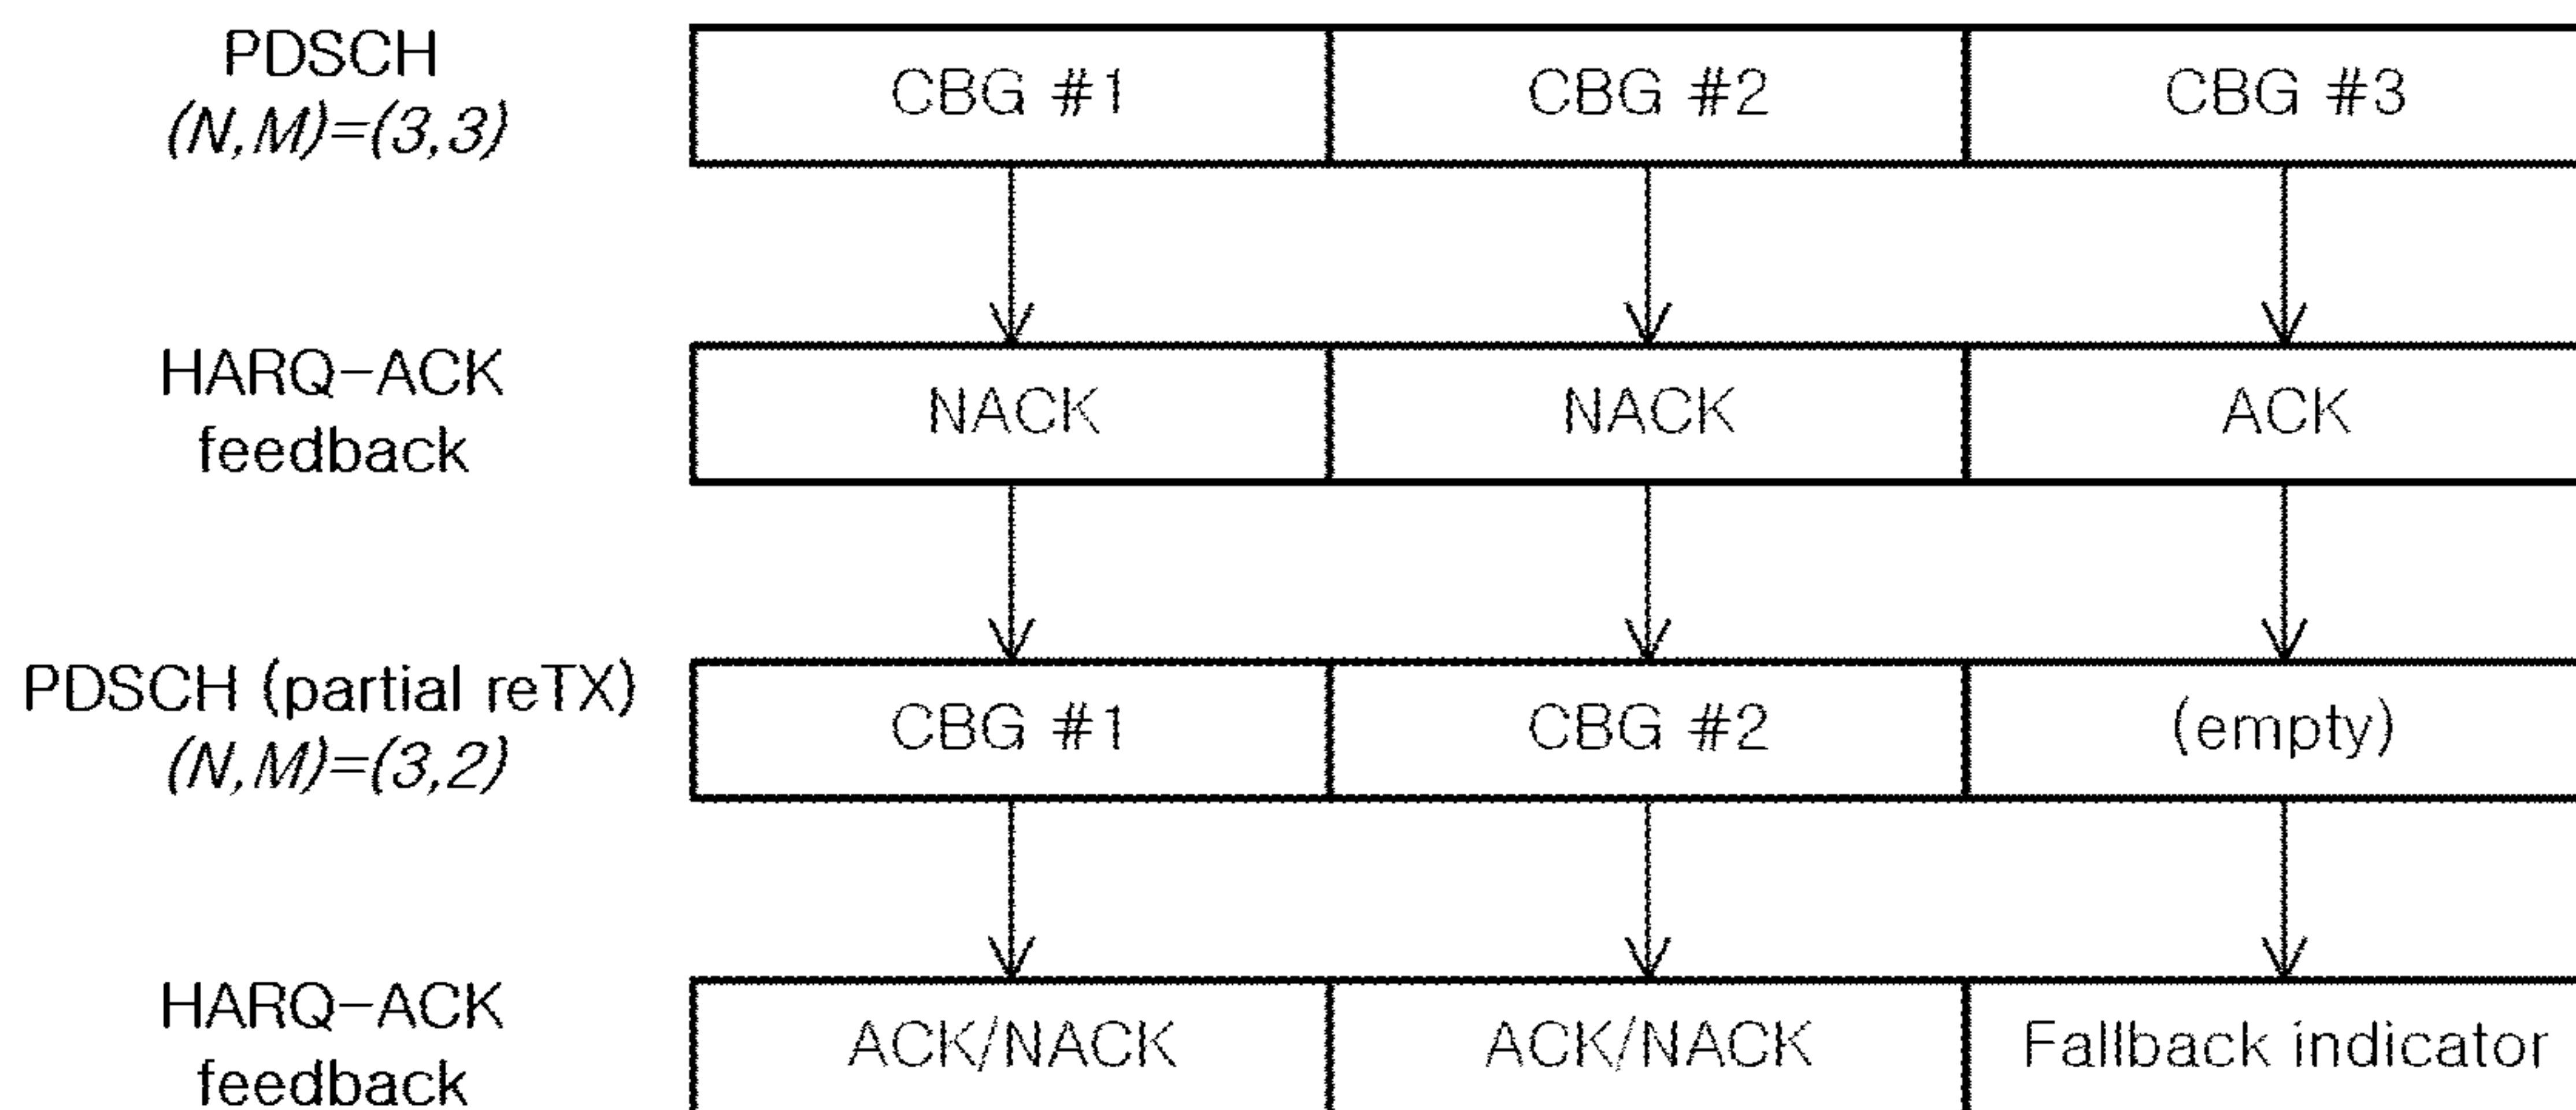 PDSCH
(N,M)=(3,3)
CBG #1
CBG #2
CBG #3
HARQ-ACK
feedback
NACK
NACK
ACK
PDSCH (partial reTX)
(N,M)=(3,2)
CBG #1
CBG #2
(empty)
HARQ-ACK
feedback
ACK/NACK
ACK/NACK
Fallback indicator